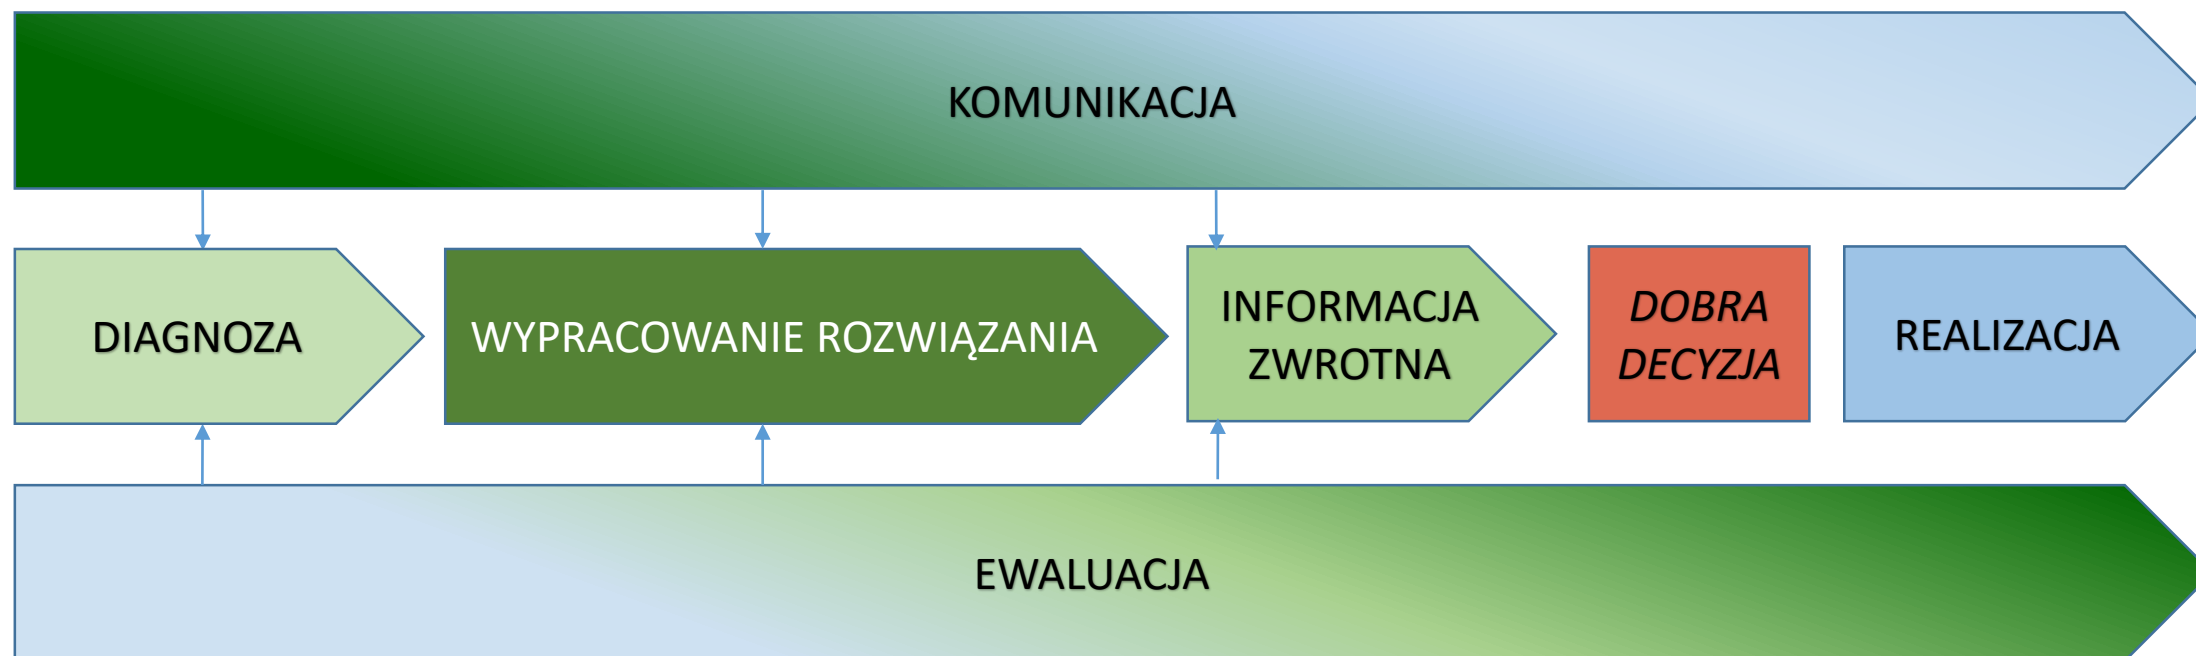 KOMUNIKACJA
DIAGNOZA
WYPRACOWANIE ROZWIĄZANIA
INFORMACJA
ZWROTNA
DOBRA
DECYZJA
REALIZACJA
EWALUACJA